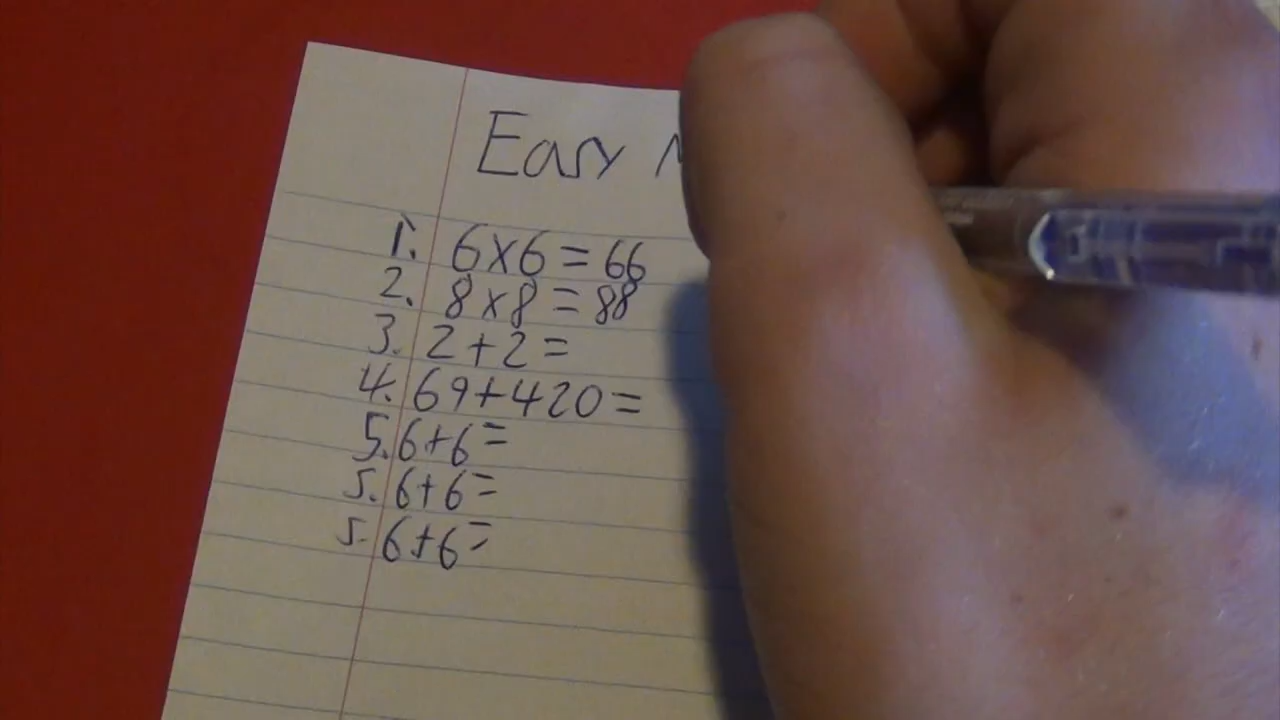 Easy
1. 6x6=66
2. 8x8=88
3. 2+2=
4. 69+420=
5. 6+6=
5. 6+6=
5. 6+6=